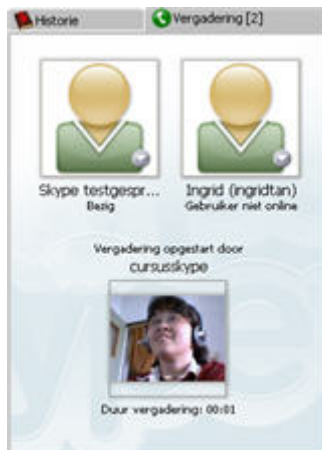 Historie
Vergadering [2]
Skype testgespr...
Bezig
Ingrid (ingridtan)
Gebruiker niet online
Vergadering opgestart door
cursusskype
Duur vergadering: 00:01